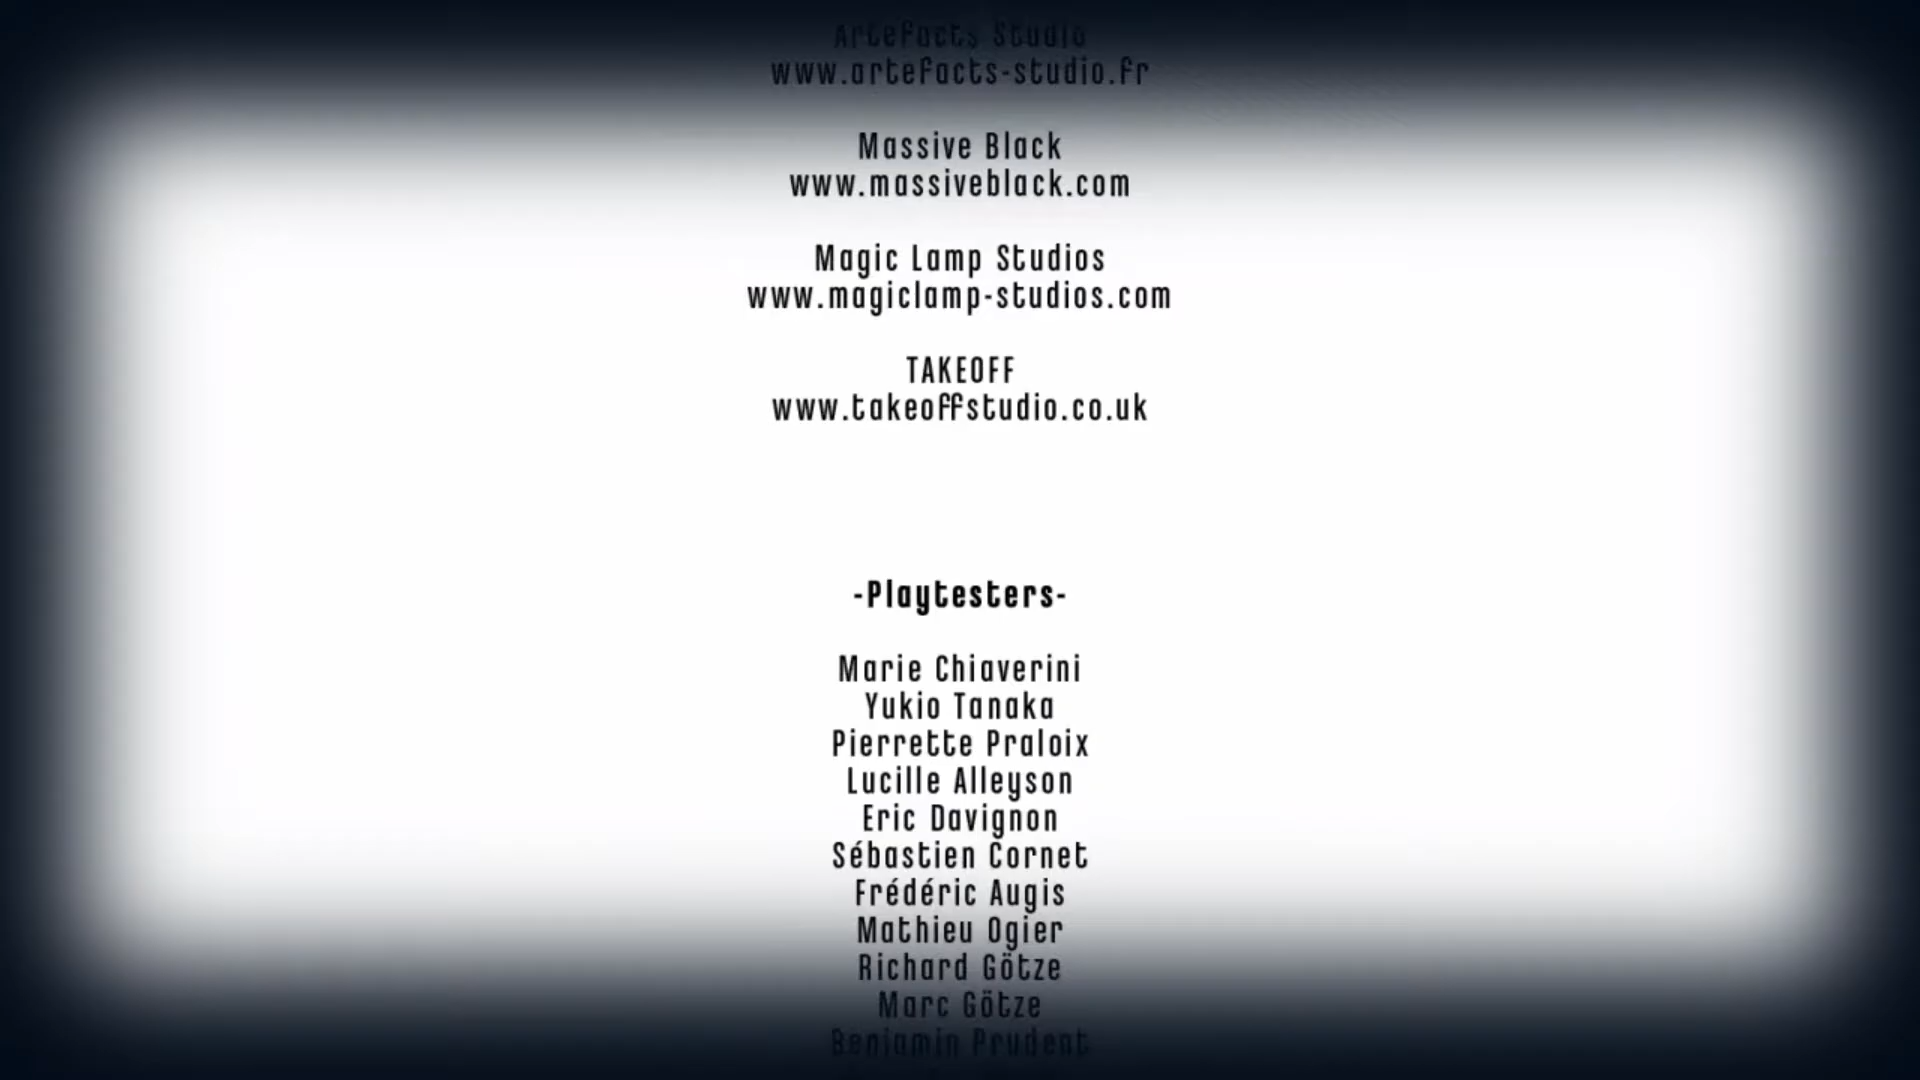 Artefacts Studio
www.artefacts-studio.fr
Massive Black
www.massiveblack.com
Magic Lamp Studios
www.magiclamp-studios.com
TAKEOFF
www.takeoffstudio.co.uk
-Playtesters-
Marie Chiaverini
Yukio Tanaka
Pierrette Praloix
Lucille Alleyson
Eric Davignon
Sébastien Cornet
Frédéric Augis
Mathieu Ogier
Richard Götze
Marc Götze
Benjamin Prudent